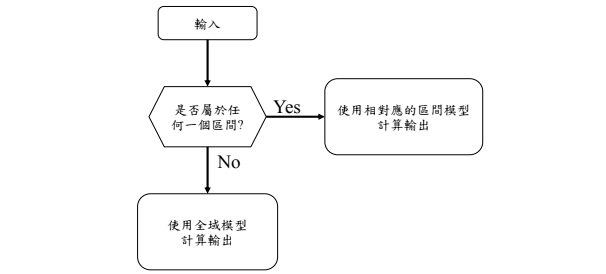 輸入
是否屬於任
何一個區間?
Yes
使用相對應的區間模型
計算輸出
No
使用全域模型
計算輸出